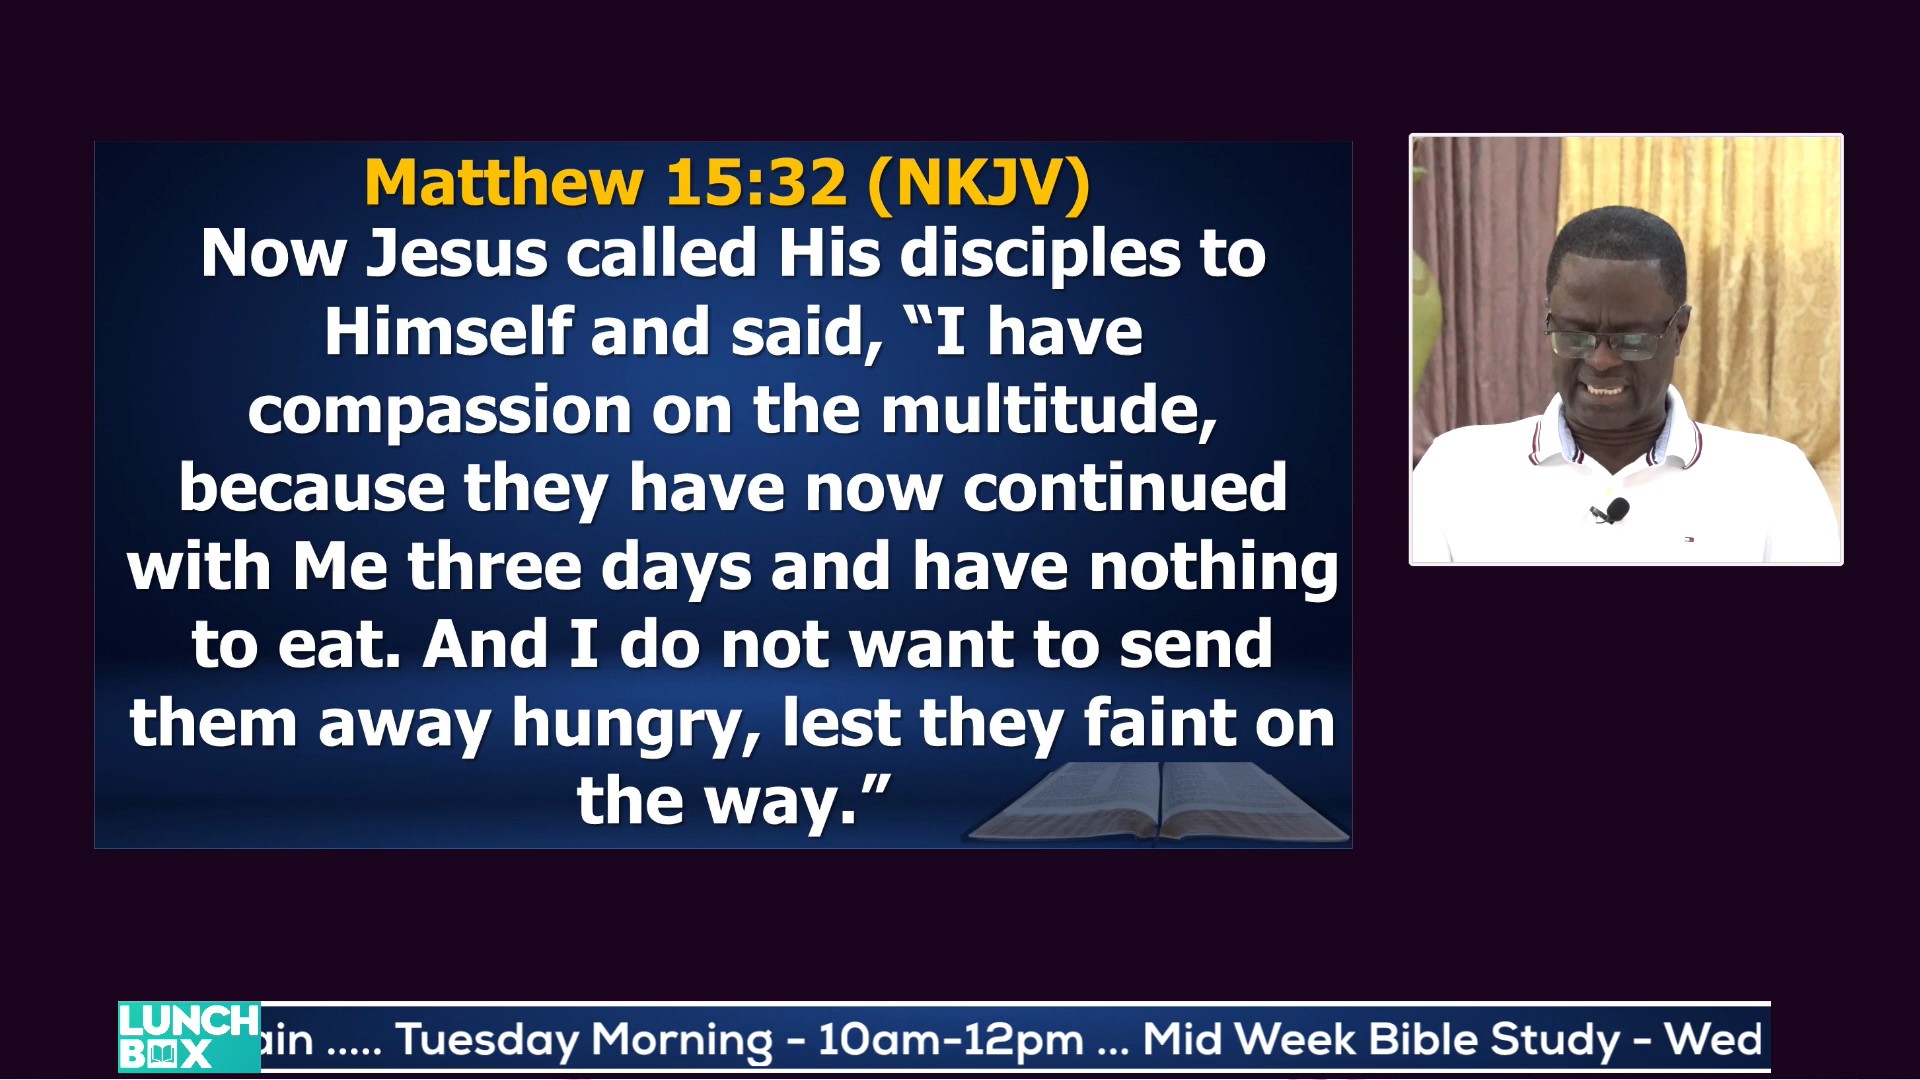 Matthew 15:32 (NKJV)
Now Jesus called His disciples to
Himself and said, “I have
compassion on the multitude,
because they have now continued
with Me three days and have nothing
to eat. And I do not want to send
them away hungry, lest they faint on
the way.”
LUNCH
BOX
ain ..... Tuesday Morning - 10am-12pm ... Mid Week Bible Study - Wed